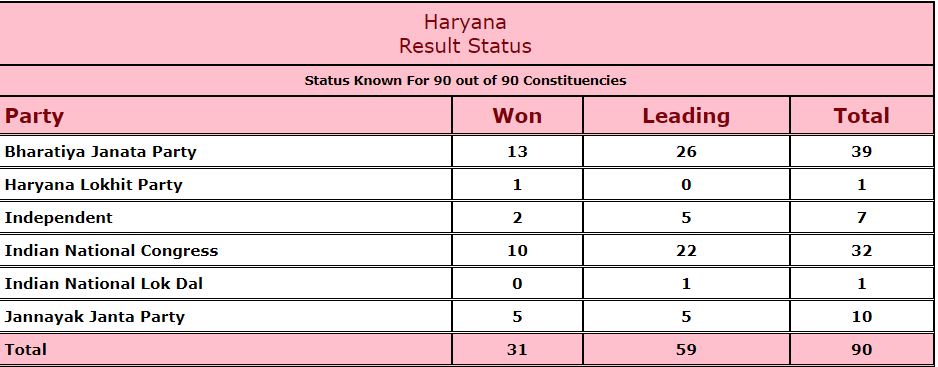 Haryana
Result Status
Status Known For 90 out of 90 Constituencies
Party Won Leading Total
Bharatiya Janata Party 13 26 39
Haryana Lokhit Party 1 0 1
Independent 2 5 7
Indian National Congress 10 22 32
Indian National Lok Dal 0 1 1
Jannayak Janta Party 5 5 10
Total 31 59 90